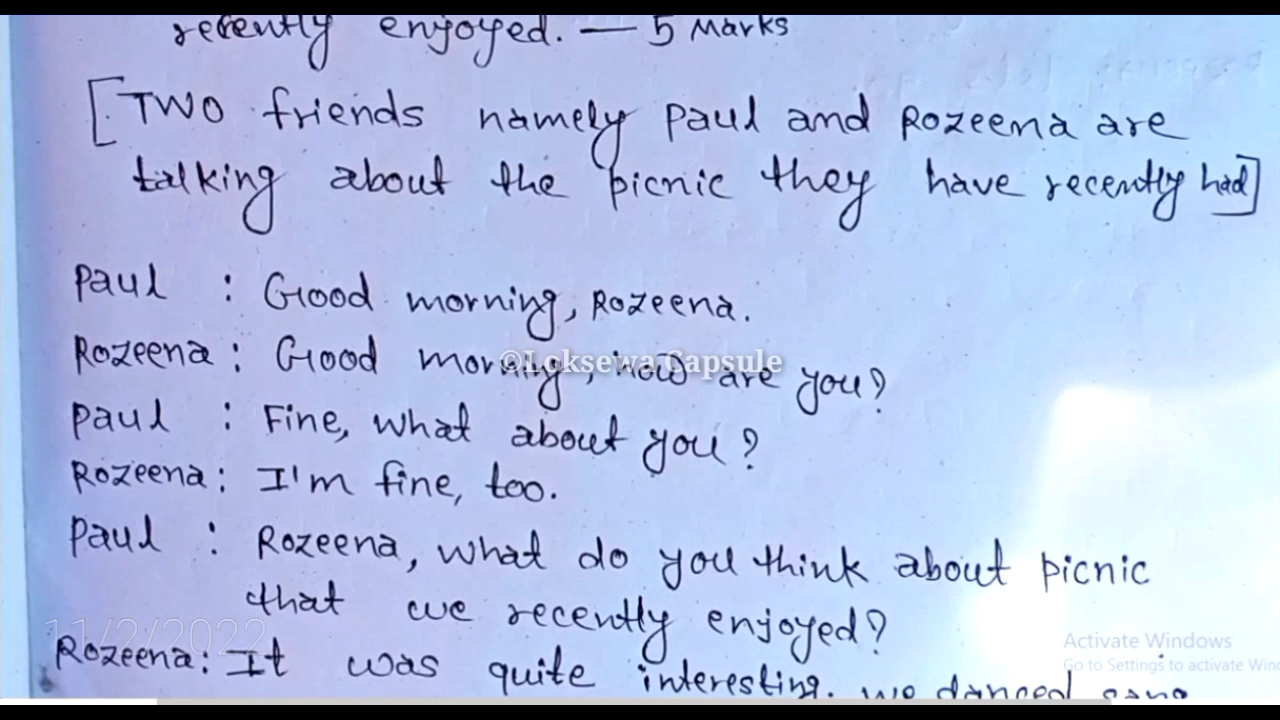 recently enjoyed. — 5 Marks
[TWO friends namely Paul and Rozeena are
talking about the picnic they have recently had]
Paul : Good morning, Rozeena.
Rozeena : Good morning, how are you?
©Loksewa Capsule
Paul : Fine, what about you?
Rozeena : I'm fine, too.
Paul : Rozeena, what do you think about picnic
that we recently enjoyed?
11/2/2022
Activate Windows
Go to Settings to activate Win
Rozeena : It was quite interesting. we danced, sang